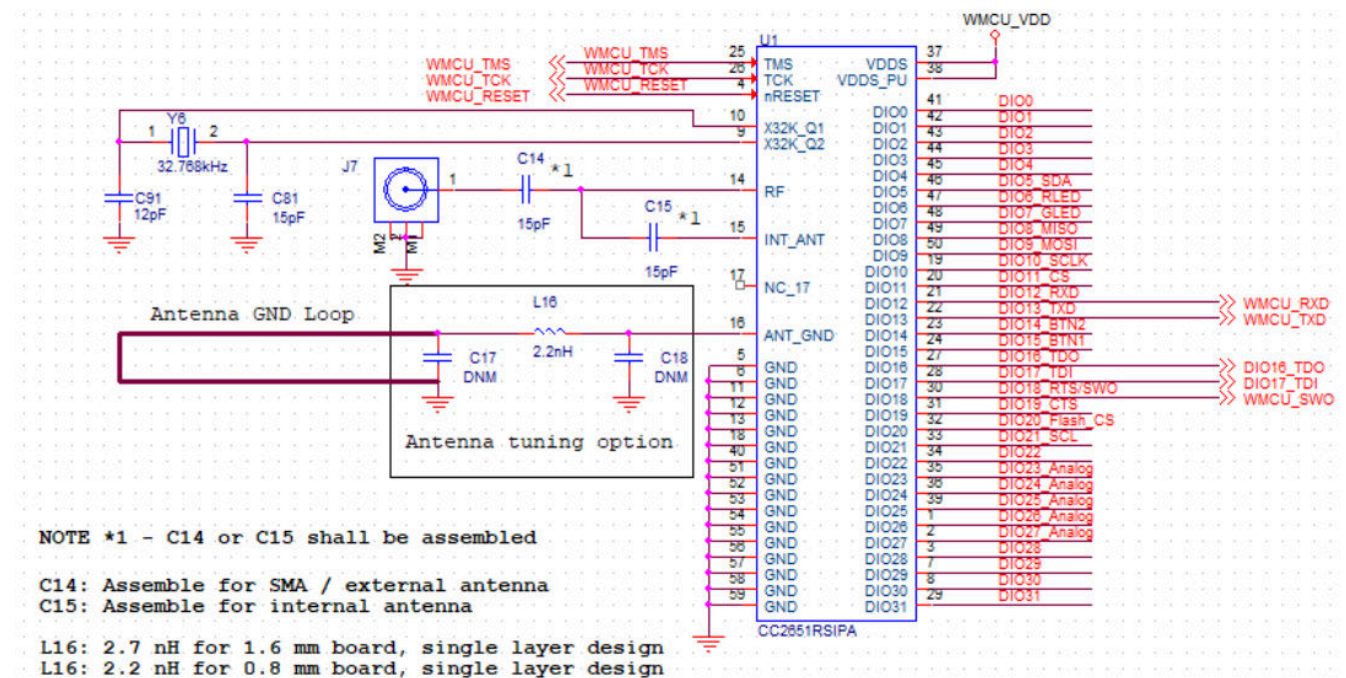 WMCU_VDD
U1
WMCU_TMS WMCU_TMS 25 TMS
WMCU_TCK WMCU_TCK 26 TCK
WMCU_RESET WMCU_RESET 4 nRESET
37 VDDS
38 VDDS_PU
10 X32K_Q1
9 X32K_Q2
Y6
1 2
32.768kHz
C91
12pF
C81
15pF
J7
1
M2 2 M1
C14 *1
15pF
C15 *1
15pF
14 RF
15 INT_ANT
17 NC_17
16 ANT_GND
Antenna GND Loop
L16
2.2nH
C17
DNM
C18
DNM
Antenna tuning option
5 GND
6 GND
11 GND
12 GND
13 GND
18 GND
40 GND
51 GND
52 GND
53 GND
54 GND
55 GND
56 GND
57 GND
58 GND
59 GND
DIO0 41 DIO0
DIO1 42 DIO1
DIO2 43 DIO2
DIO3 44 DIO3
DIO4 45 DIO4
DIO5 46 DIO5_SDA
DIO6 47 DIO6_RLED
DIO7 48 DIO7_GLED
DIO8 49 DIO8_MISO
DIO9 50 DIO9_MOSI
DIO10 19 DIO10_SCLK
DIO11 20 DIO11_CS
DIO12 21 DIO12_RXD WMCU_RXD
DIO13 22 DIO13_TXD WMCU_TXD
DIO14 23 DIO14_BTN2
DIO15 24 DIO15_BTN1
DIO16 27 DIO16_TDO DIO16_TDO
DIO17 28 DIO17_TDI DIO17_TDI
DIO18 30 DIO18_RTS/SWO WMCU_SWO
DIO19 31 DIO19_CTS
DIO20 32 DIO20_Flash_CS
DIO21 33 DIO21_SCL
DIO22 34 DIO22
DIO23 35 DIO23_Analog
DIO24 36 DIO24_Analog
DIO25 39 DIO25_Analog
DIO26 1 DIO26_Analog
DIO27 2 DIO27_Analog
DIO28 3 DIO28
DIO29 7 DIO29
DIO30 8 DIO30
DIO31 29 DIO31
CC2651RSIPA
NOTE *1 - C14 or C15 shall be assembled
C14: Assemble for SMA / external antenna
C15: Assemble for internal antenna
L16: 2.7 nH for 1.6 mm board, single layer design
L16: 2.2 nH for 0.8 mm board, single layer design